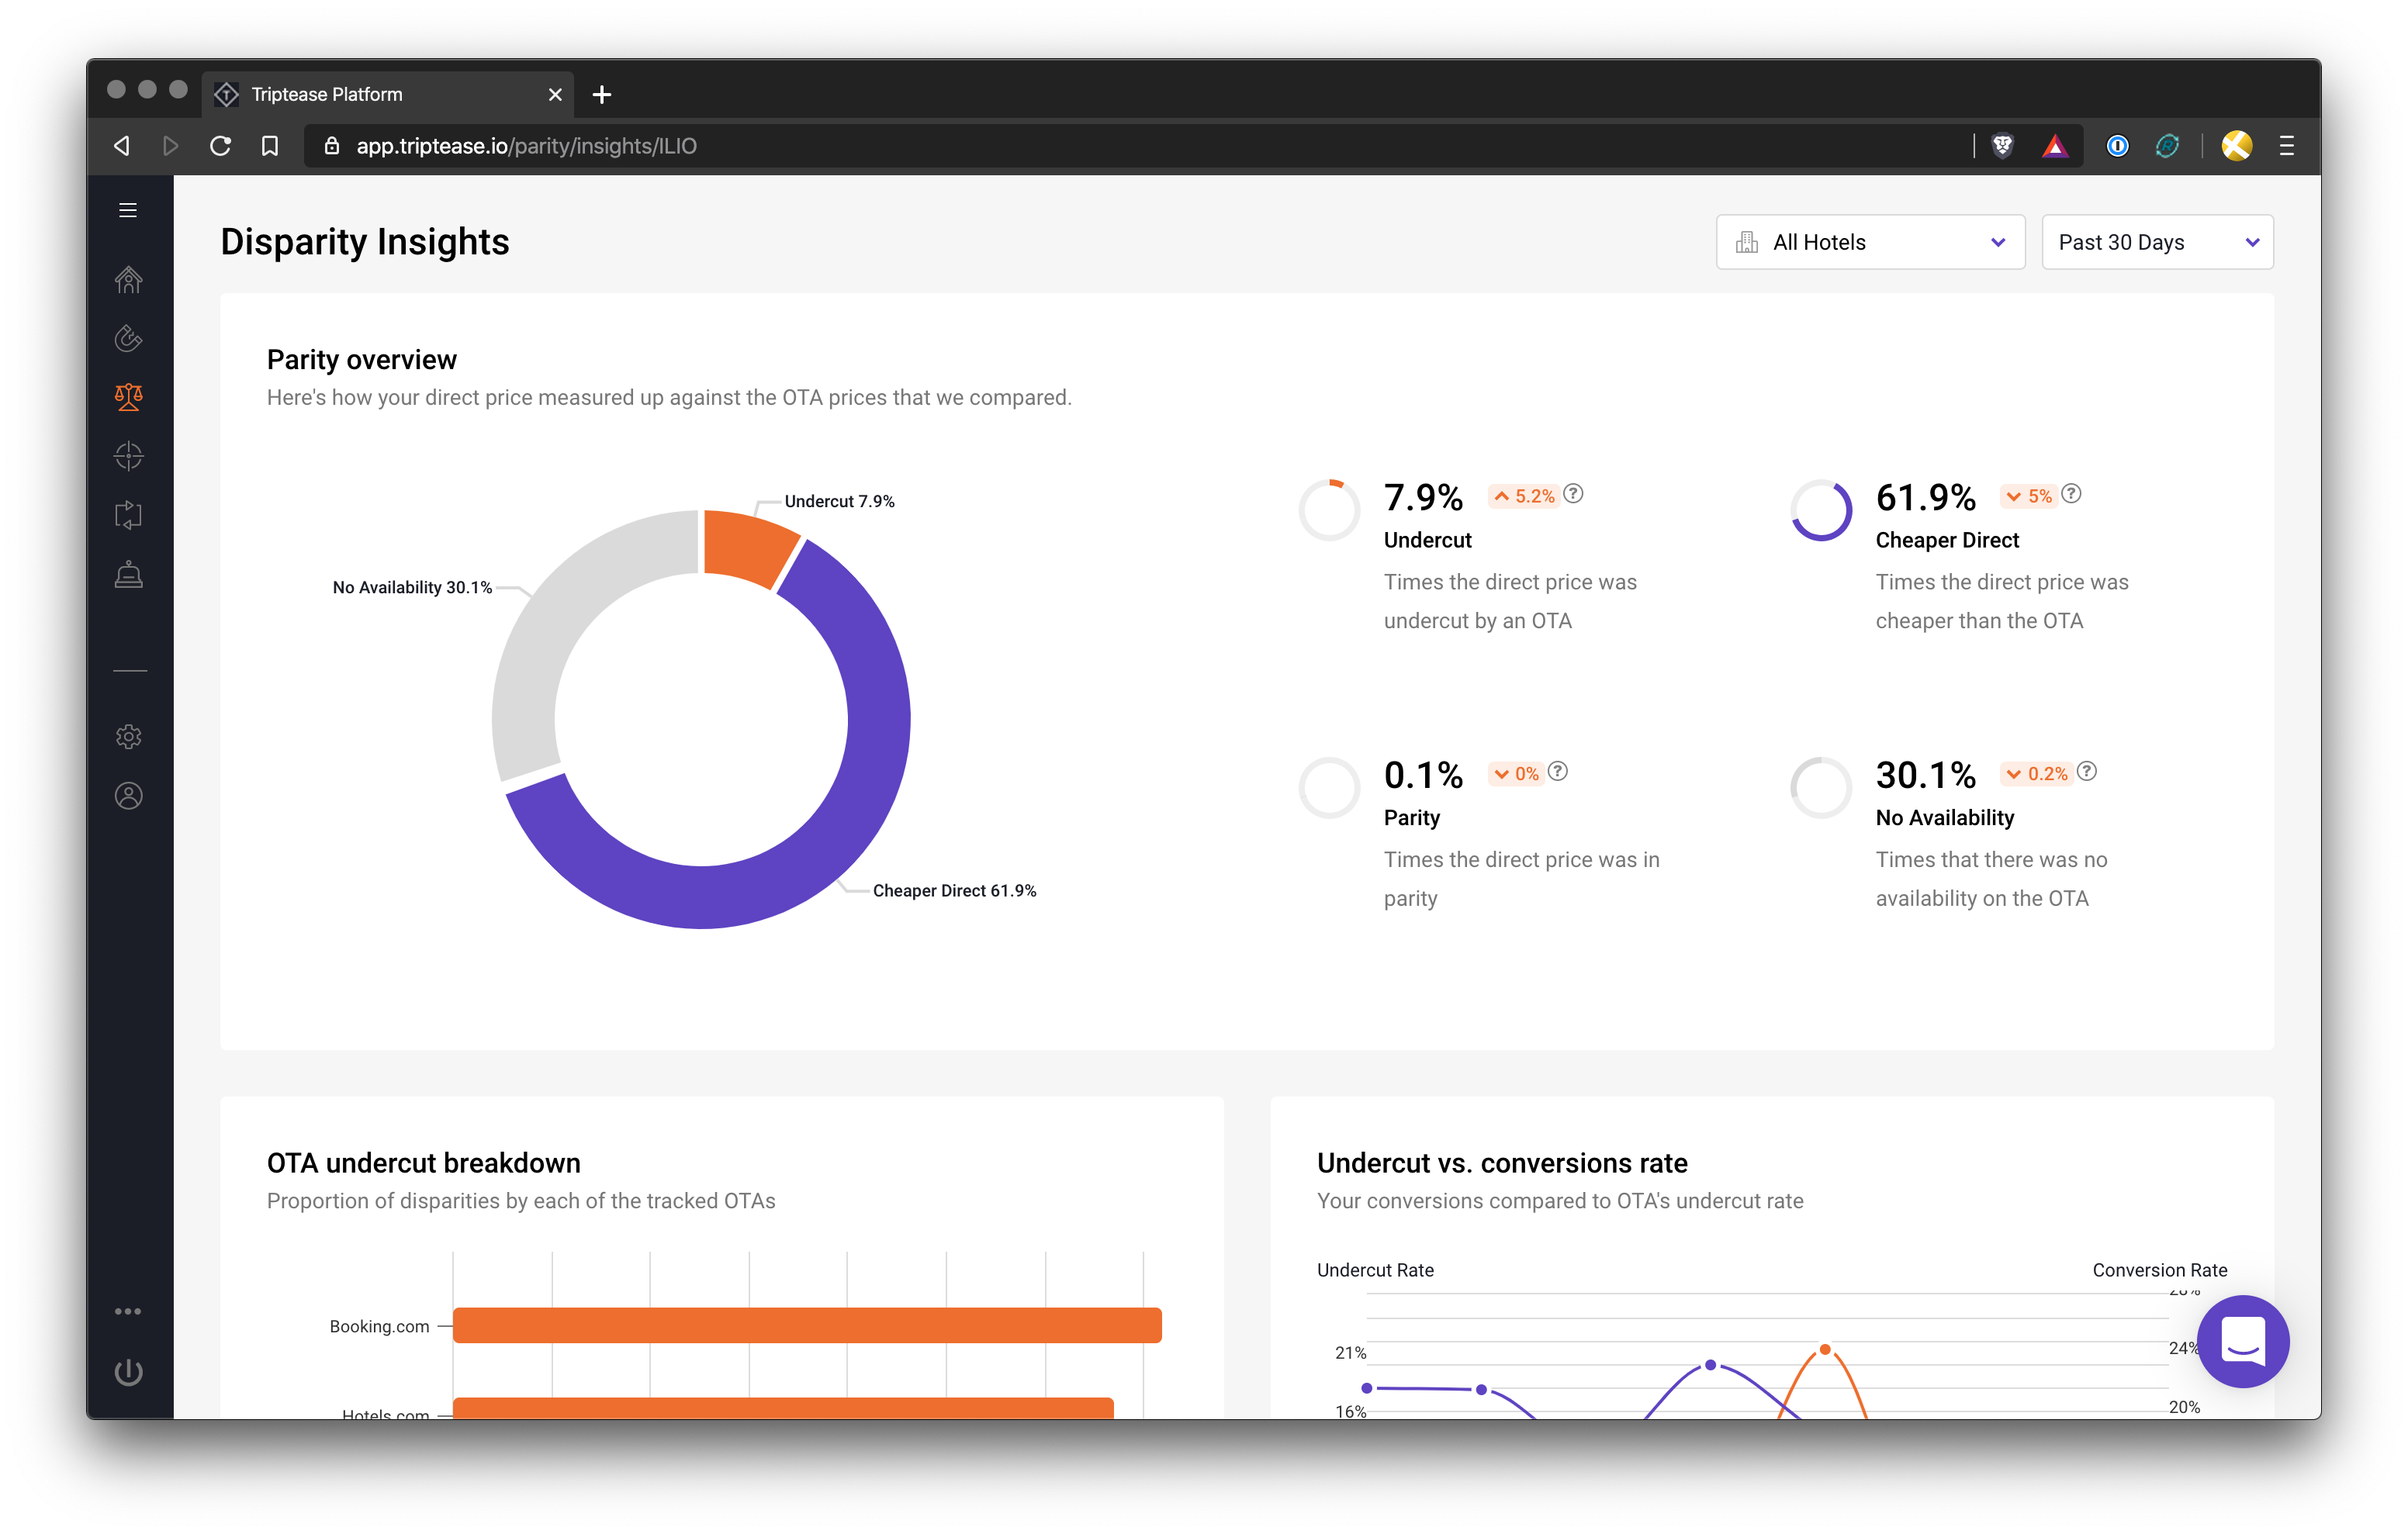 Triptease Platform
app.triptease.io/parity/insights/ILIO
Disparity Insights
All Hotels
Past 30 Days
Parity overview
Here's how your direct price measured up against the OTA prices that we compared.
Undercut 7.9%
No Availability 30.1%
Cheaper Direct 61.9%
7.9%
5.2%
?
Undercut
Times the direct price was
undercut by an OTA
61.9%
5%
?
Cheaper Direct
Times the direct price was
cheaper than the OTA
0.1%
0%
?
Parity
Times the direct price was in
parity
30.1%
0.2%
?
No Availability
Times that there was no
availability on the OTA
OTA undercut breakdown
Proportion of disparities by each of the tracked OTAs
Booking.com
Hotels.com
Undercut vs. conversions rate
Your conversions compared to OTA's undercut rate
Undercut Rate
Conversion Rate
28%
21%
24%
16%
20%